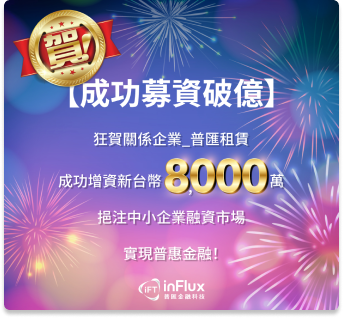 賀!
【成功募資破億】
狂賀關係企業_普匯租賃
成功增資新台幣8,000萬
挹注中小企業融資市場
實現普惠金融!
iFT inFlux
普匯金融科技